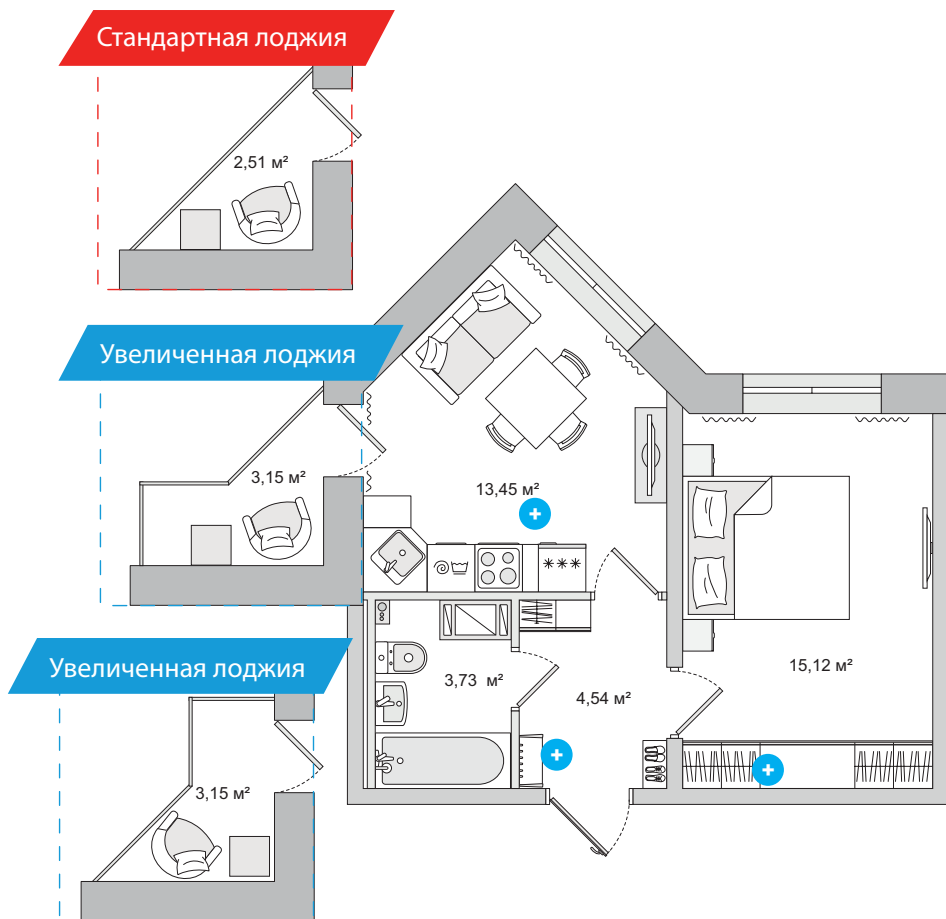 Стандартная лоджия
2,51 м²
Увеличенная лоджия
3,15 м²
13,45 м²
Увеличенная лоджия
3,73 м²
4,54 м²
15,12 м²
3,15 м²